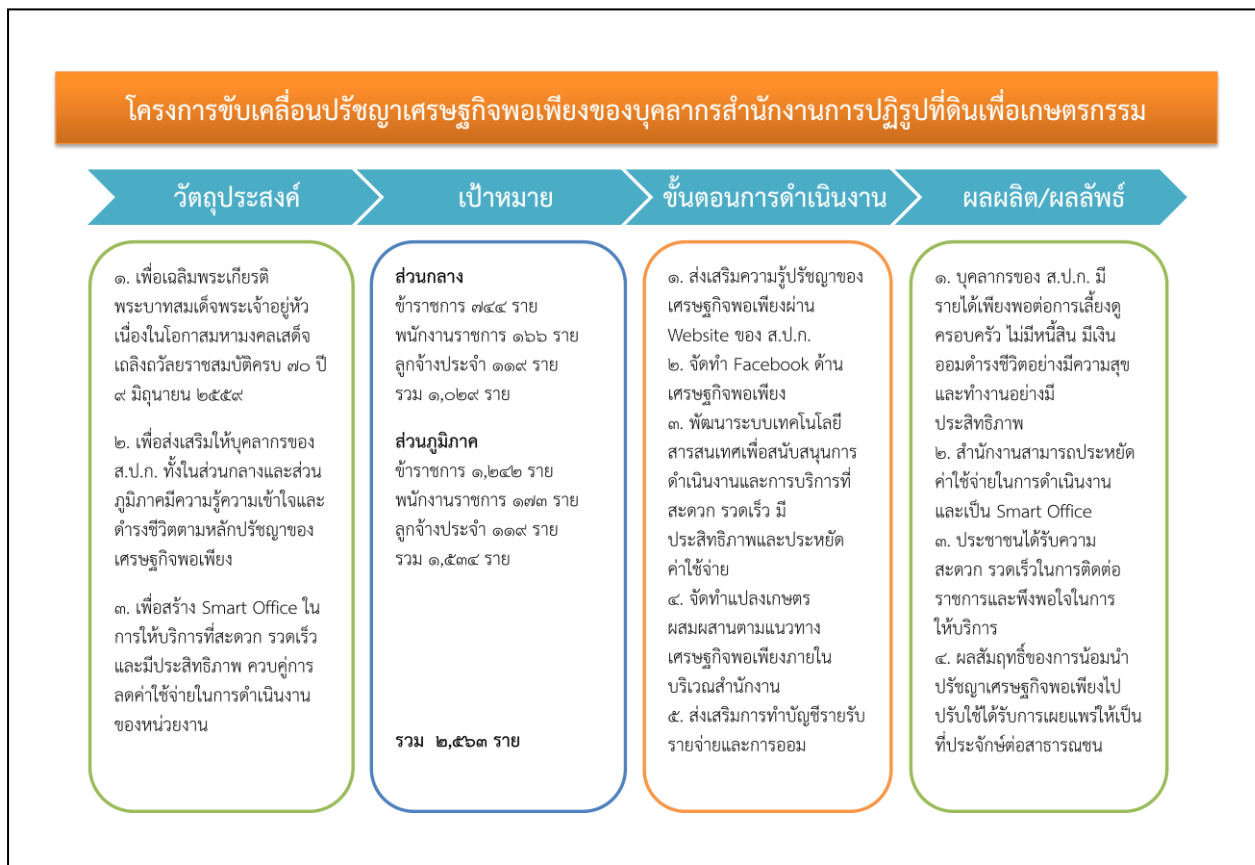 โครงการขับเคลื่อนปรัชญาเศรษฐกิจพอเพียงของบุคลากรสำนักงานการปฏิรูปที่ดินเพื่อเกษตรกรรม
วัตถุประสงค์
๑. เพื่อเฉลิมพระเกียรติ
พระบาทสมเด็จพระเจ้าอยู่หัว
เนื่องในโอกาสมหามงคลเสด็จ
เถลิงถวัลยราชสมบัติครบ ๗๐ ปี
๙ มิถุนายน ๒๕๕๙
๒. เพื่อส่งเสริมให้บุคลากรของ
ส.ป.ก. ทั้งในส่วนกลางและส่วน
ภูมิภาคมีความรู้ความเข้าใจและ
ดำรงชีวิตตามหลักปรัชญาของ
เศรษฐกิจพอเพียง
๓. เพื่อสร้าง Smart Office ใน
การให้บริการที่สะดวก รวดเร็ว
และมีประสิทธิภาพ ควบคู่การ
ลดค่าใช้จ่ายในการดำเนินงาน
ของหน่วยงาน
เป้าหมาย
ส่วนกลาง
ข้าราชการ ๗๔๔ ราย
พนักงานราชการ ๑๖๖ ราย
ลูกจ้างประจำ ๑๑๙ ราย
รวม ๑,๐๒๙ ราย
ส่วนภูมิภาค
ข้าราชการ ๑,๒๔๒ ราย
พนักงานราชการ ๑๗๓ ราย
ลูกจ้างประจำ ๑๑๙ ราย
รวม ๑,๕๓๔ ราย
รวม ๒,๕๖๓ ราย
ขั้นตอนการดำเนินงาน
๑. ส่งเสริมความรู้ปรัชญาของ
เศรษฐกิจพอเพียงผ่าน
Website ของ ส.ป.ก.
๒. จัดทำ Facebook ด้าน
เศรษฐกิจพอเพียง
๓. พัฒนาระบบเทคโนโลยี
สารสนเทศเพื่อสนับสนุนการ
ดำเนินงานและการบริการที่
สะดวก รวดเร็ว มี
ประสิทธิภาพและประหยัด
ค่าใช้จ่าย
๔. จัดทำแปลงเกษตร
ผสมผสานตามแนวทาง
เศรษฐกิจพอเพียงภายใน
บริเวณสำนักงาน
๕. ส่งเสริมการทำบัญชีรายรับ
รายจ่ายและการออม
ผลผลิต/ผลลัพธ์
๑. บุคลากรของ ส.ป.ก. มี
รายได้เพียงพอต่อการเลี้ยงดู
ครอบครัว ไม่มีหนี้สิน มีเงิน
ออมดำรงชีวิตอย่างมีความสุข
และทำงานอย่างมี
ประสิทธิภาพ
๒. สำนักงานสามารถประหยัด
ค่าใช้จ่ายในการดำเนินงาน
และเป็น Smart Office
๓. ประชาชนได้รับความ
สะดวก รวดเร็วในการติดต่อ
ราชการและพึงพอใจในการ
ให้บริการ
๔. ผลสัมฤทธิ์ของการน้อมนำ
ปรัชญาเศรษฐกิจพอเพียงไป
ปรับใช้ได้รับการเผยแพร่ให้เป็น
ที่ประจักษ์ต่อสาธารณชน